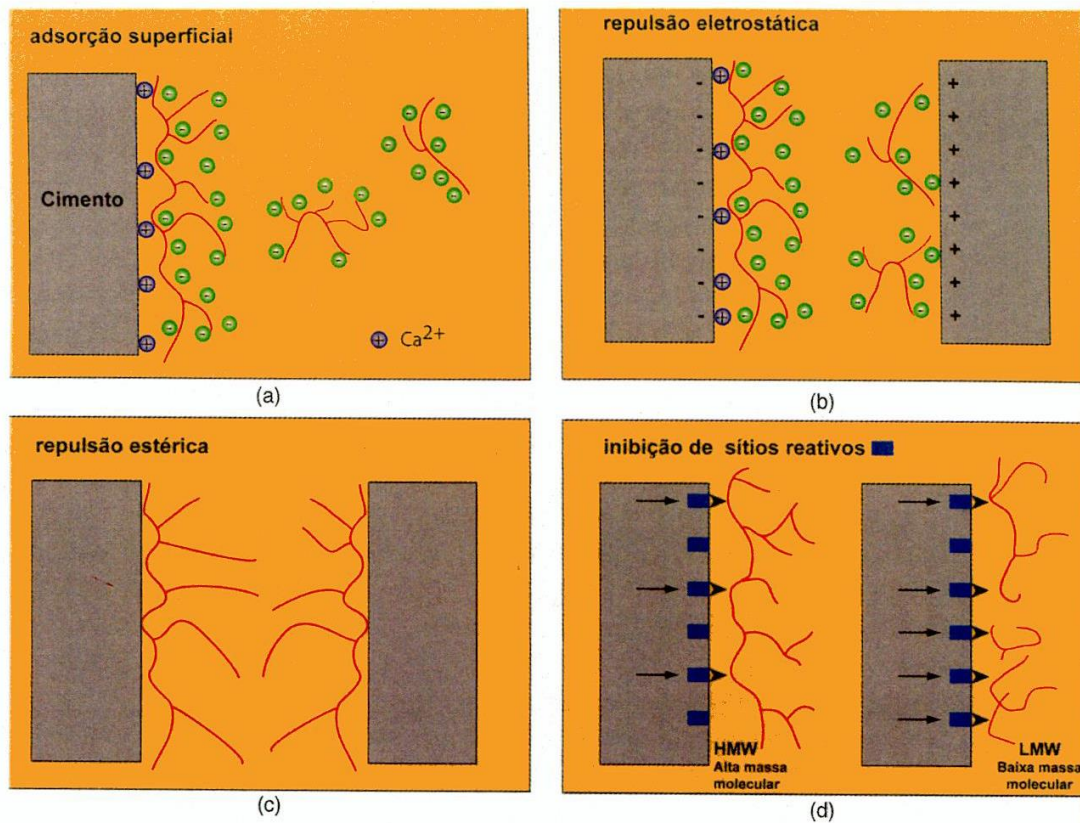 adsorção superficial
Cimento
Ca2+
(a)
repulsão eletrostática
(b)
repulsão estérica
(c)
inibição de sítios reativos
HMW
Alta massa
molecular
LMW
Baixa massa
molecular
(d)